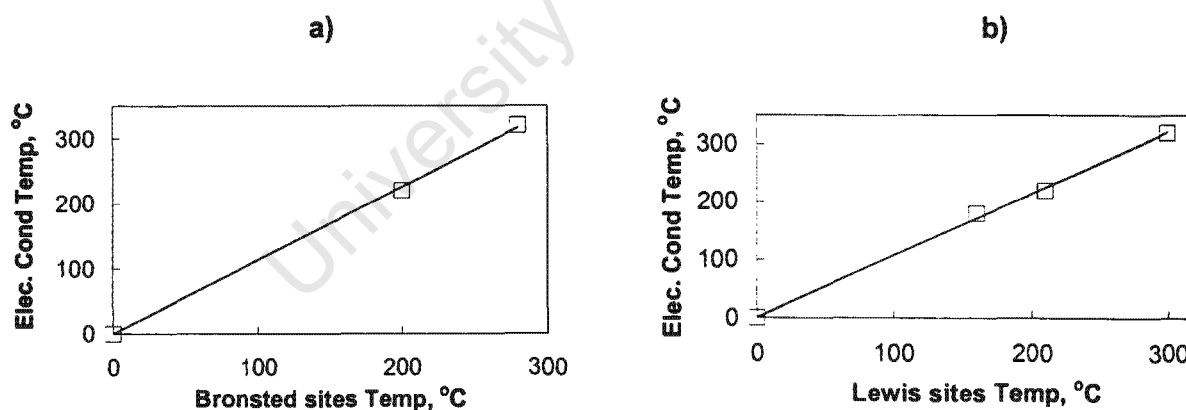 a)
Elec. Cond Temp, °C
300
200
100
0
0 100 200 300
Bronsted sites Temp, °C
b)
Elec. Cond Temp, °C
300
200
100
0
0 100 200 300
Lewis sites Temp, °C
University